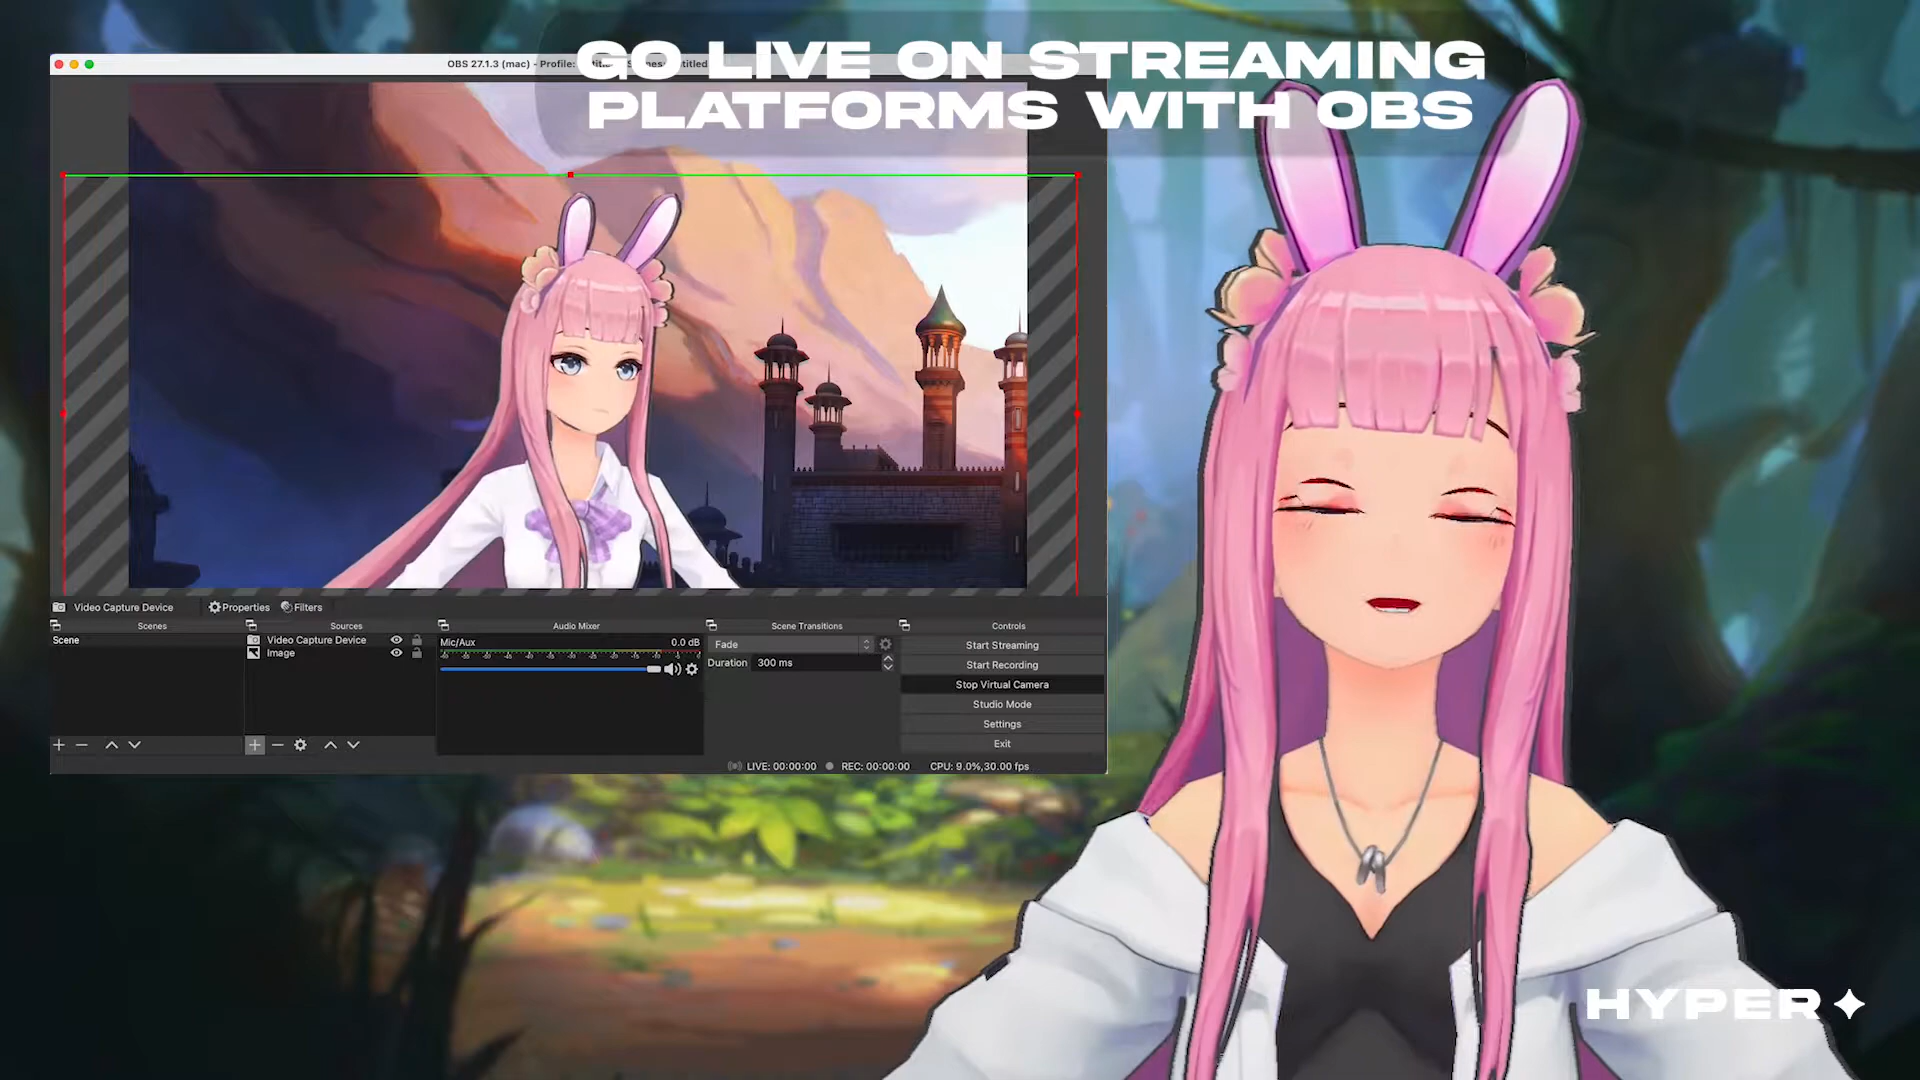 GO LIVE ON STREAMING
PLATFORMS WITH OBS
OBS 27.1.3 (mac) - Profile:
Video Capture Device
Properties
Filters
Scenes
Sources
Audio Mixer
Scene Transitions
Controls
Scene
Video Capture Device
Image
Mic/Aux
0.0 dB
Fade
Duration 300 ms
Start Streaming
Start Recording
Stop Virtual Camera
Studio Mode
Settings
Exit
LIVE: 00:00:00
REC: 00:00:00
CPU: 9.0%,30.00 fps
HYPER